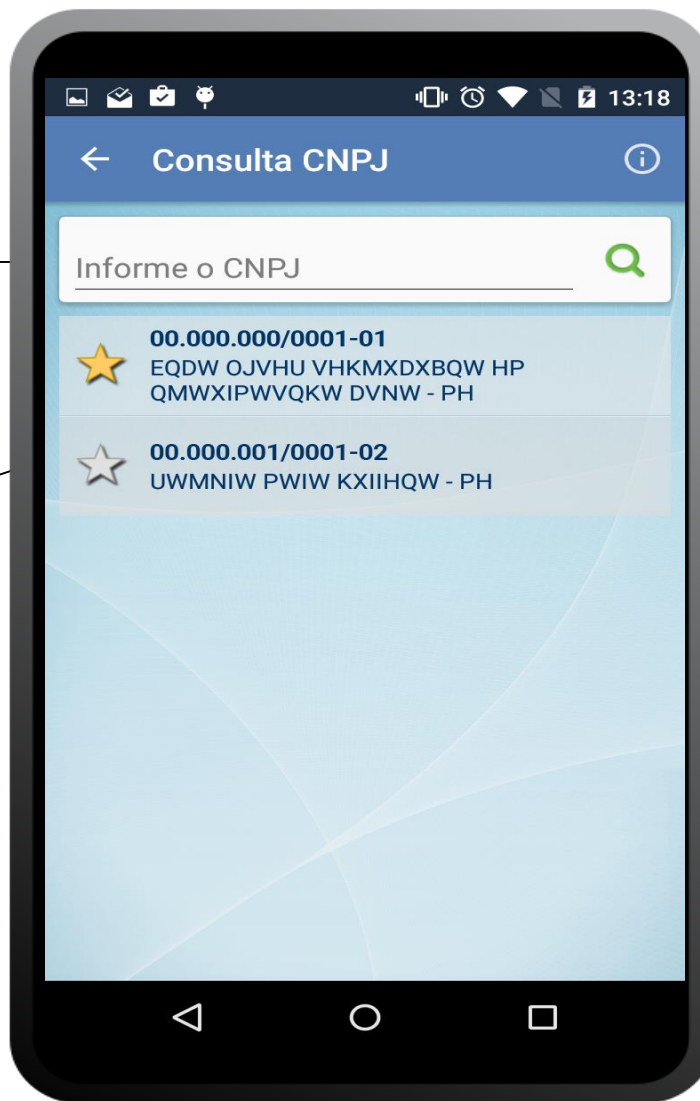 13:18
Consulta CNPJ
Informe o CNPJ
00.000.000/0001-01
EQDW OJVHU VHKMXDXBQW HP
QMWXIPWVQKW DVNW - PH
00.000.001/0001-02
UWMNIW PWIW KXIIHQW - PH